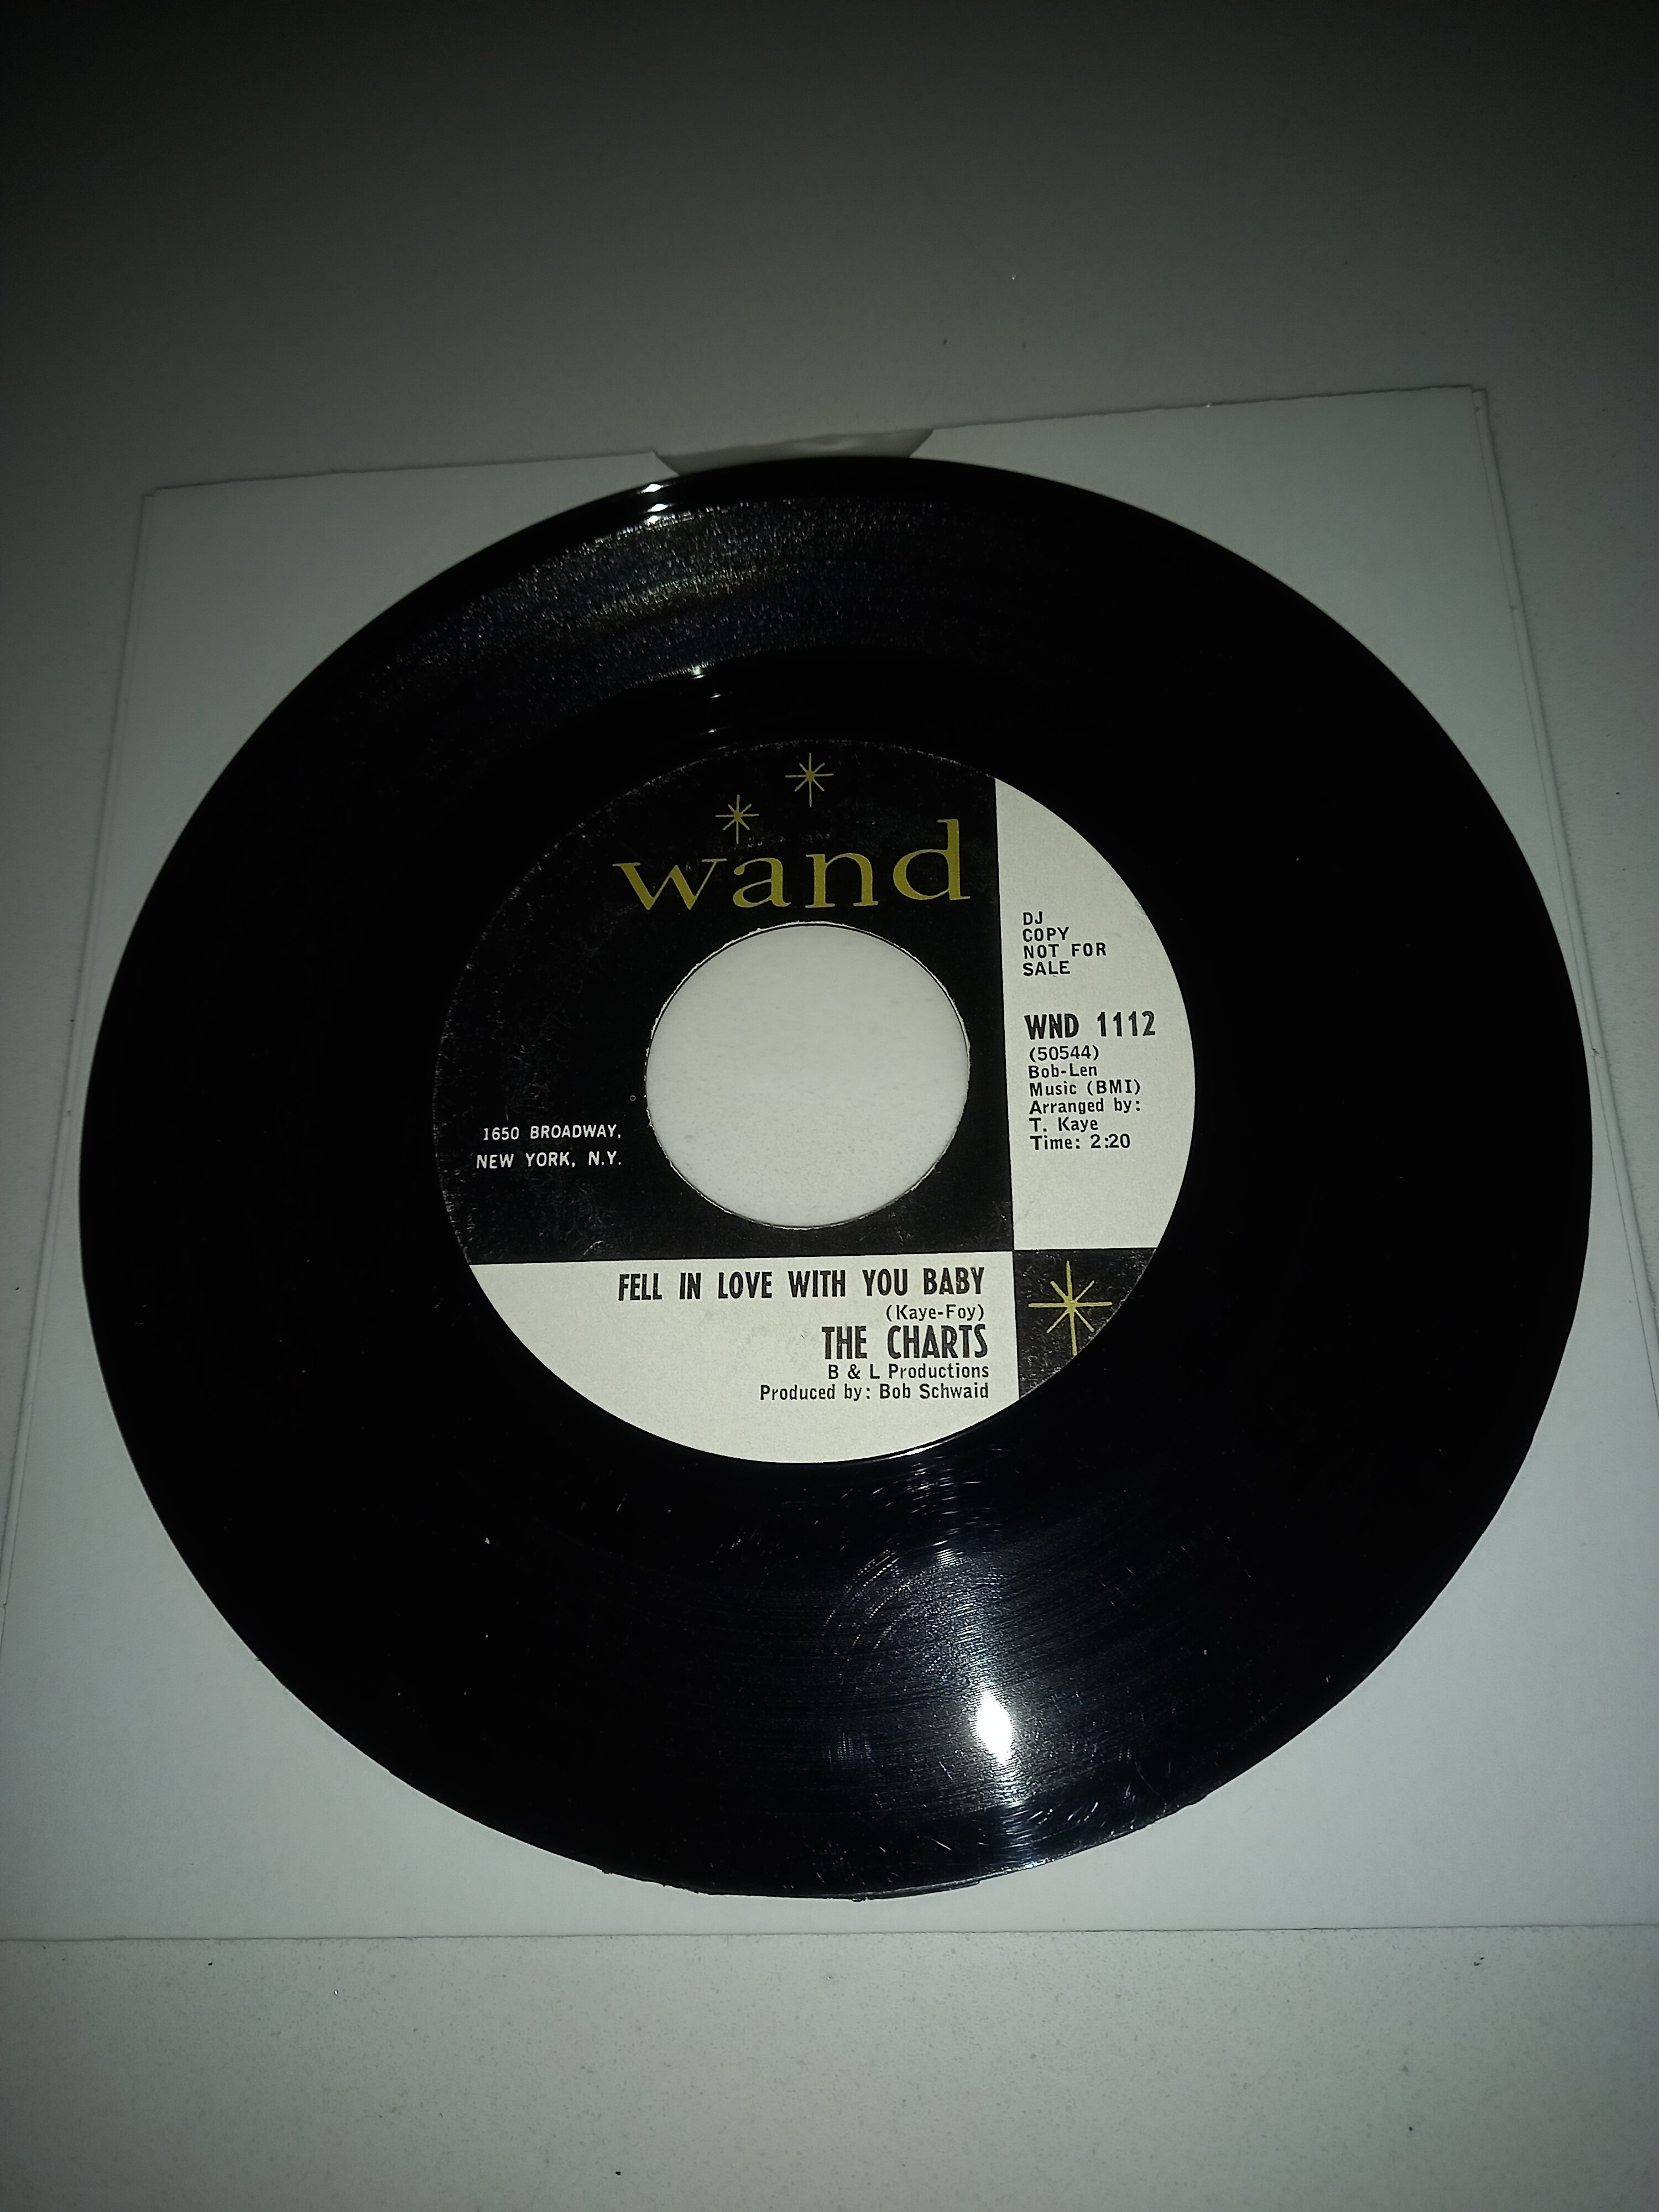 wand
DJ
COPY
NOT FOR
SALE
WND 1112
(50544)
Bob-Len
Music (BMI)
Arranged by:
T. Kaye
Time: 2:20
1650 BROADWAY,
NEW YORK, N.Y.
FELL IN LOVE WITH YOU BABY
(Kaye-Foy)
THE CHARTS
B & L Productions
Produced by: Bob Schwaid